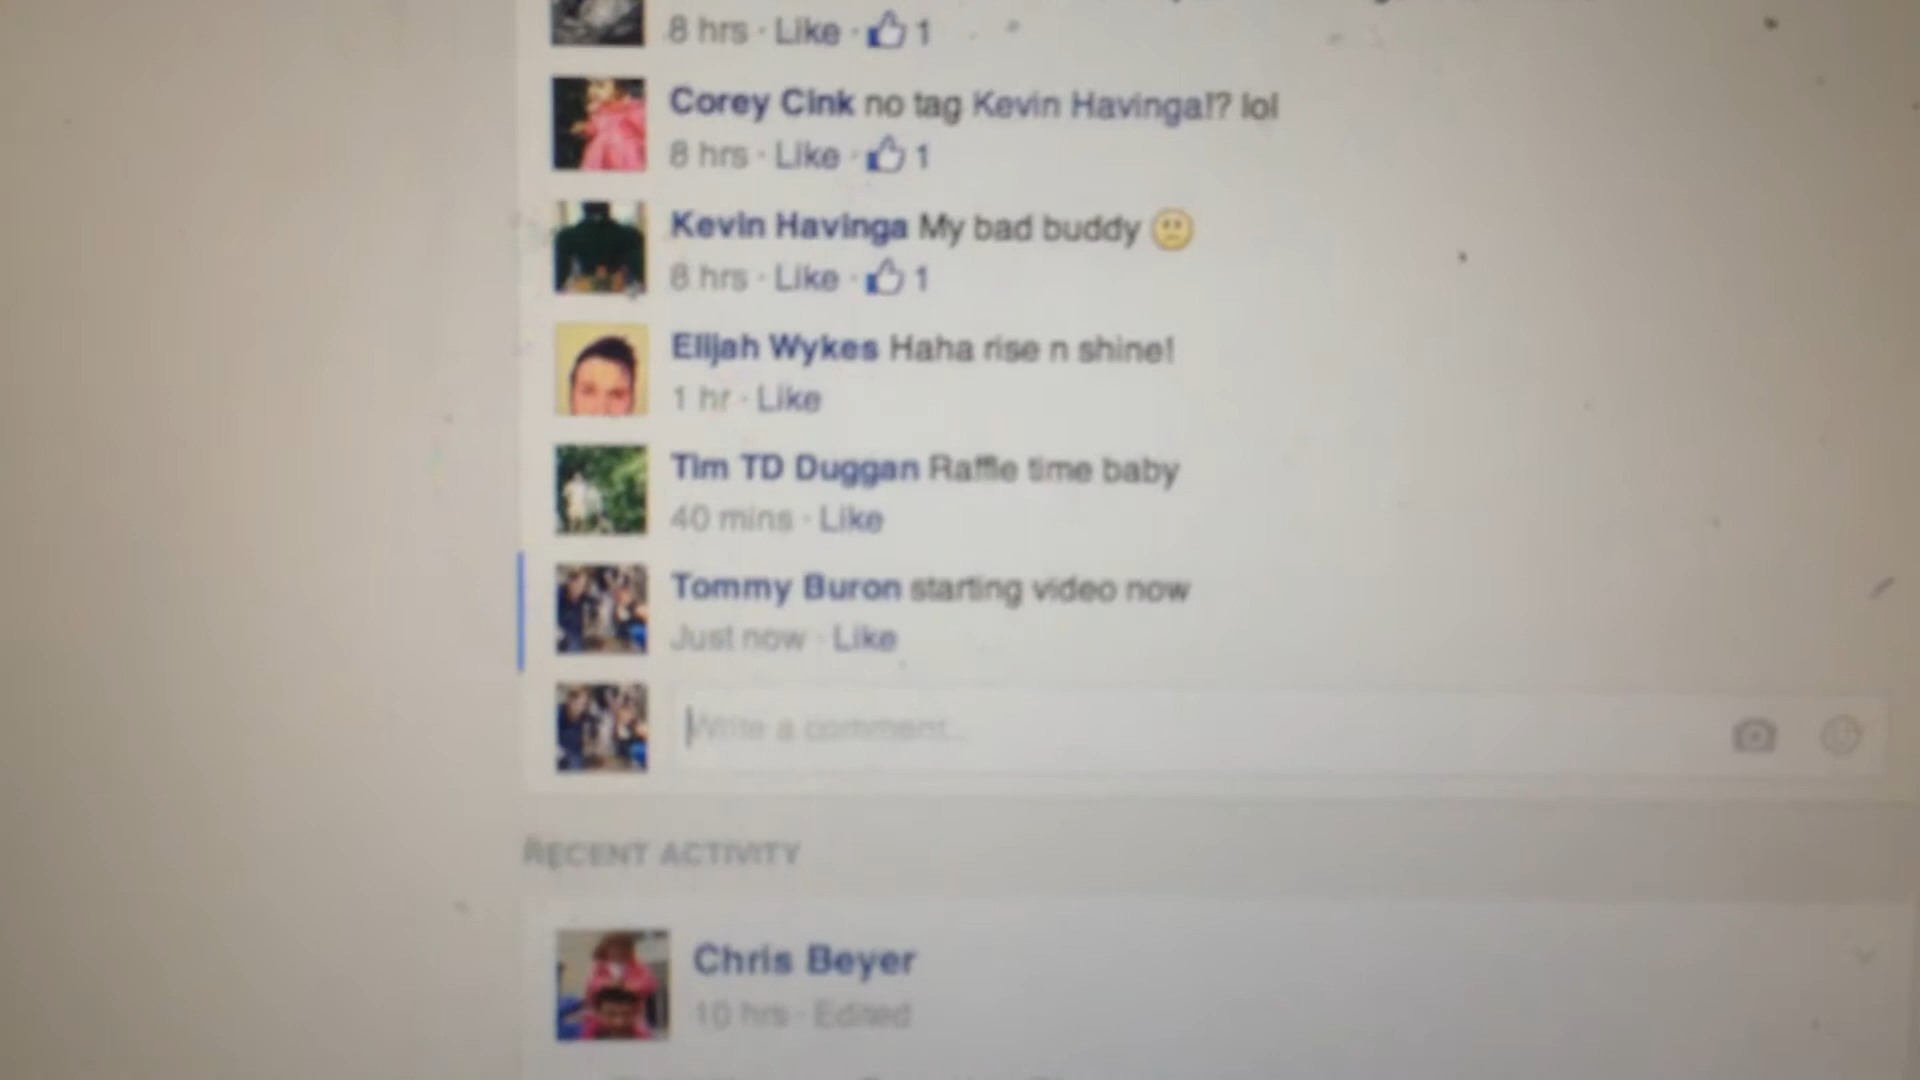 8 hrs · Like · 1
Corey Cink no tag Kevin Havinga!? lol
8 hrs · Like · 1
Kevin Havinga My bad buddy
8 hrs · Like · 1
Elijah Wykes Haha rise n shine!
1 hr · Like
Tim TD Duggan Raffle time baby
40 mins · Like
Tommy Buron starting video now
Just now · Like
Write a comment...
RECENT ACTIVITY
Chris Beyer
10 hrs · Edited